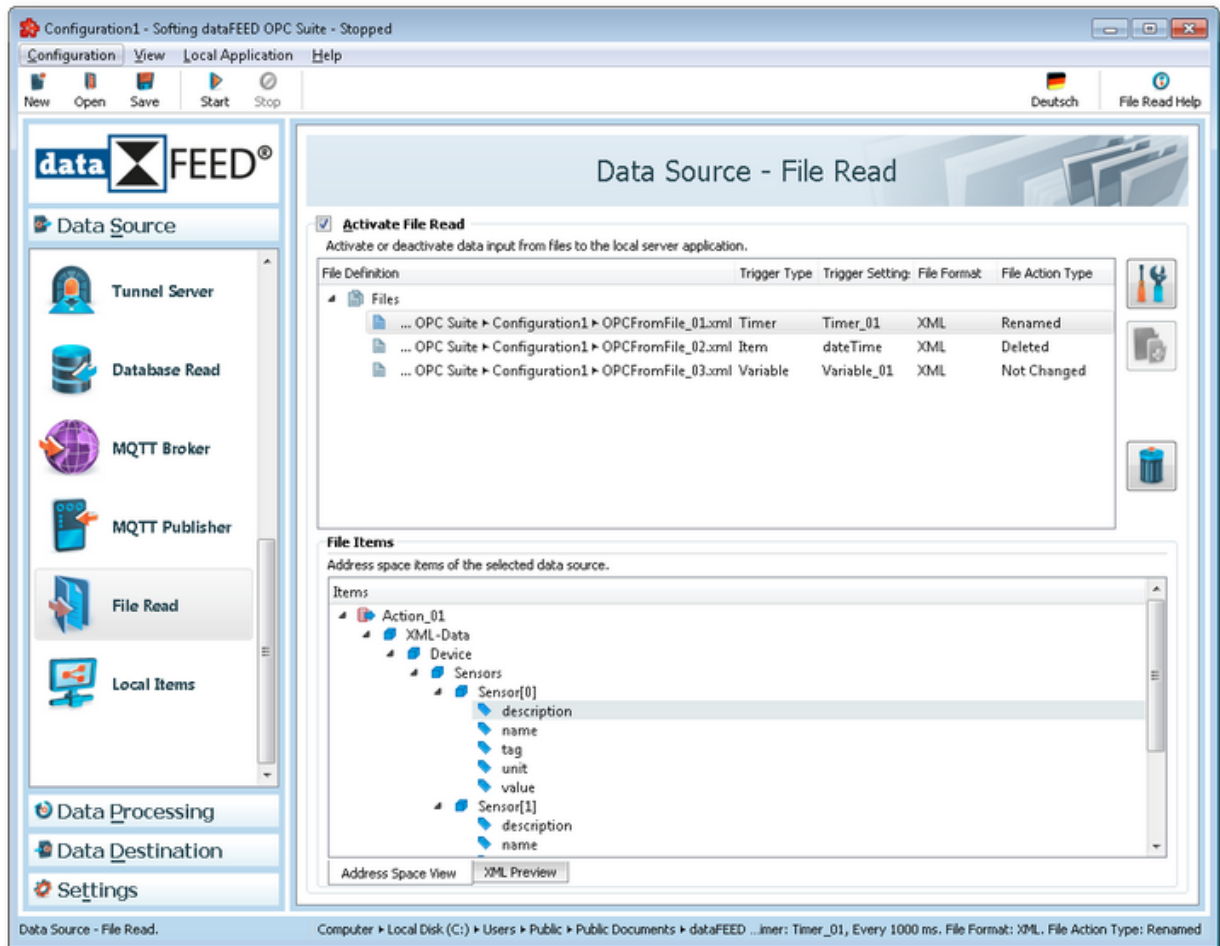 Configuration1 - Softing dataFEED OPC Suite - Stopped
Configuration View Local Application Help
New Open Save Start Stop Deutsch File Read Help
data FEED®
Data Source - File Read
Data Source
Tunnel Server
Database Read
MQTT Broker
MQTT Publisher
File Read
Local Items
Data Processing
Data Destination
Settings
Activate File Read
Activate or deactivate data input from files to the local server application.
File Definition Trigger Type Trigger Setting: File Format File Action Type
Files
... OPC Suite ▸ Configuration1 ▸ OPCFromFile_01.xml Timer Timer_01 XML Renamed
... OPC Suite ▸ Configuration1 ▸ OPCFromFile_02.xml Item dateTime XML Deleted
... OPC Suite ▸ Configuration1 ▸ OPCFromFile_03.xml Variable Variable_01 XML Not Changed
File Items
Address space items of the selected data source.
Items
Action_01
XML-Data
Device
Sensors
Sensor[0]
description
name
tag
unit
value
Sensor[1]
description
name
Address Space View XML Preview
Data Source - File Read.
Computer ▸ Local Disk (C:) ▸ Users ▸ Public ▸ Public Documents ▸ dataFEED ...imer: Timer_01, Every 1000 ms. File Format: XML. File Action Type: Renamed